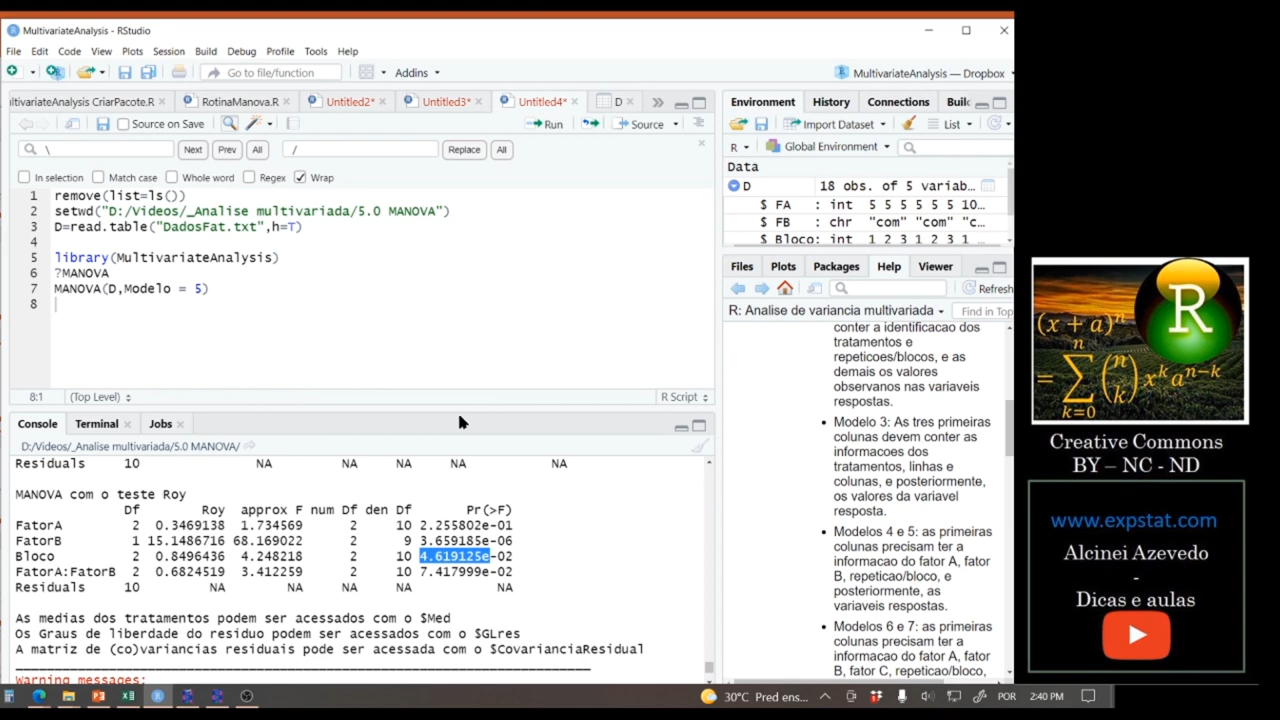 MultivariateAnalysis - RStudio
File Edit Code View Plots Session Build Debug Profile Tools Help
Go to file/function Addins MultivariateAnalysis — Dropbox
ltivariateAnalysis CriarPacote.R RotinaManova.R Untitled2* Untitled3* Untitled4* D
Source on Save Run Source
\ Next Prev All / Replace All
In selection Match case Whole word Regex Wrap
1 remove(list=ls())
2 setwd("D:/Videos/_Analise multivariada/5.0 MANOVA")
3 D=read.table("DadosFat.txt",h=T)
4
5 library(MultivariateAnalysis)
6 ?MANOVA
7 MANOVA(D,Modelo = 5)
8
8:1 (Top Level) R Script
Console Terminal Jobs
D:/Videos/_Analise multivariada/5.0 MANOVA/
Residuals 10 NA NA NA NA NA
MANOVA com o teste Roy
Df Roy approx F num Df den Df Pr(>F)
FatorA 2 0.3469138 1.734569 2 10 2.255802e-01
FatorB 1 15.1486716 68.169022 2 9 3.659185e-06
Bloco 2 0.8496436 4.248218 2 10 4.619125e-02
FatorA:FatorB 2 0.6824519 3.412259 2 10 7.417999e-02
Residuals 10 NA NA NA NA NA
As medias dos tratamentos podem ser acessados com o $Med
Os Graus de liberdade do residuo podem ser acessados com o $GLres
A matriz de (co)variancias residuais pode ser acessada com o $CovarianciaResidual
Warning messages:
Environment History Connections Buil
Import Dataset List
R Global Environment
Data
D 18 obs. of 5 variab...
$ FA : int 5 5 5 5 5 5 10...
$ FB : chr "com" "com" "c...
$ Bloco: int 1 2 3 1 2 3 1 ...
Files Plots Packages Help Viewer
Refresh
R: Analise de variancia multivariada Find in Top
conter a identificacao dos
tratamentos e
repeticoes/blocos, e as
demais os valores
observanos nas variaveis
respostas.
• Modelo 3: As tres primeiras
colunas devem conter as
informacoes dos
tratamentos, linhas e
colunas, e posteriormente,
os valores da variavel
resposta.
• Modelos 4 e 5: as primeiras
colunas precisam ter a
informacao do fator A, fator
B, repeticao/bloco, e
posteriormente, as
variaveis respostas.
• Modelos 6 e 7: as primeiras
colunas precisam ter a
informacao do fator A, fator
B, fator C, repeticao/bloco,
R
(x + a)ⁿ
n
= ∑ (n k) xᵏaⁿ⁻ᵏ
k=0
Creative Commons
BY – NC - ND
www.expstat.com
Alcinei Azevedo
-
Dicas e aulas
30°C Pred ens... POR 2:40 PM